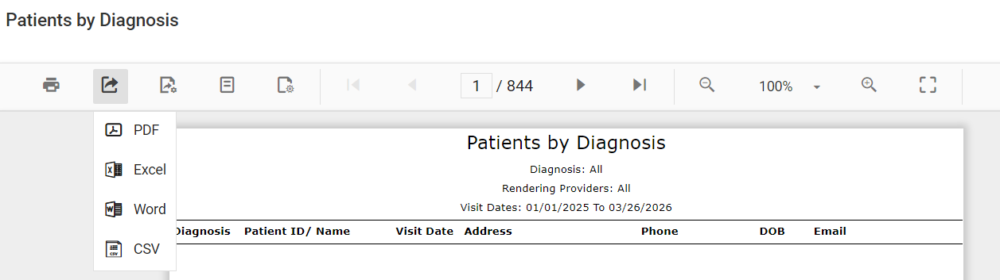 Patients by Diagnosis
1 / 844
100%
PDF
Excel
Word
CSV
Patients by Diagnosis
Diagnosis: All
Rendering Providers: All
Visit Dates: 01/01/2025 To 03/26/2026
Diagnosis Patient ID/ Name Visit Date Address Phone DOB Email